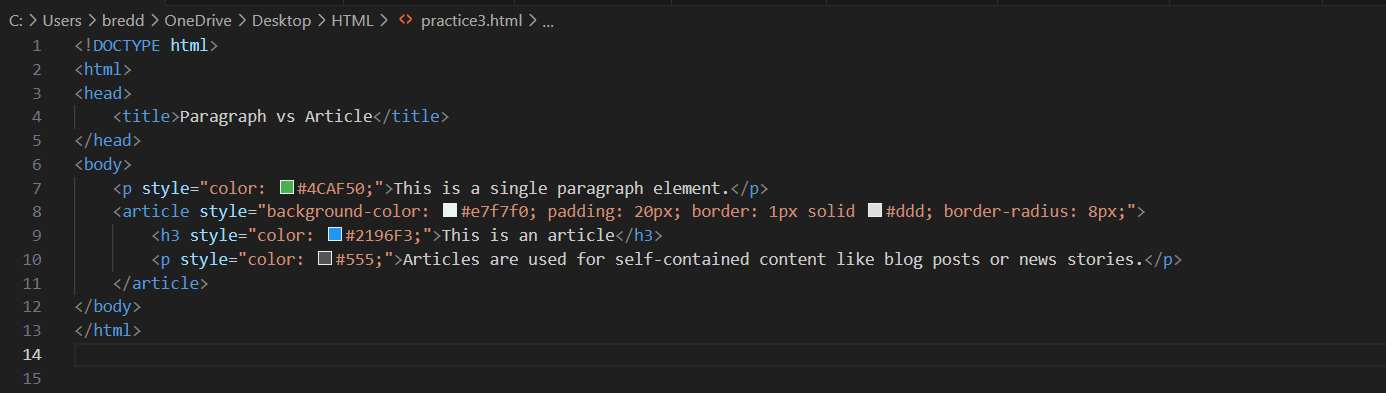 C: > Users > bredd > OneDrive > Desktop > HTML > <> practice3.html > ...
1 <!DOCTYPE html>
2 <html>
3 <head>
4     <title>Paragraph vs Article</title>
5 </head>
6 <body>
7     <p style="color: #4CAF50;">This is a single paragraph element.</p>
8     <article style="background-color: #e7f7f0; padding: 20px; border: 1px solid #ddd; border-radius: 8px;">
9         <h3 style="color: #2196F3;">This is an article</h3>
10         <p style="color: #555;">Articles are used for self-contained content like blog posts or news stories.</p>
11     </article>
12 </body>
13 </html>
14
15